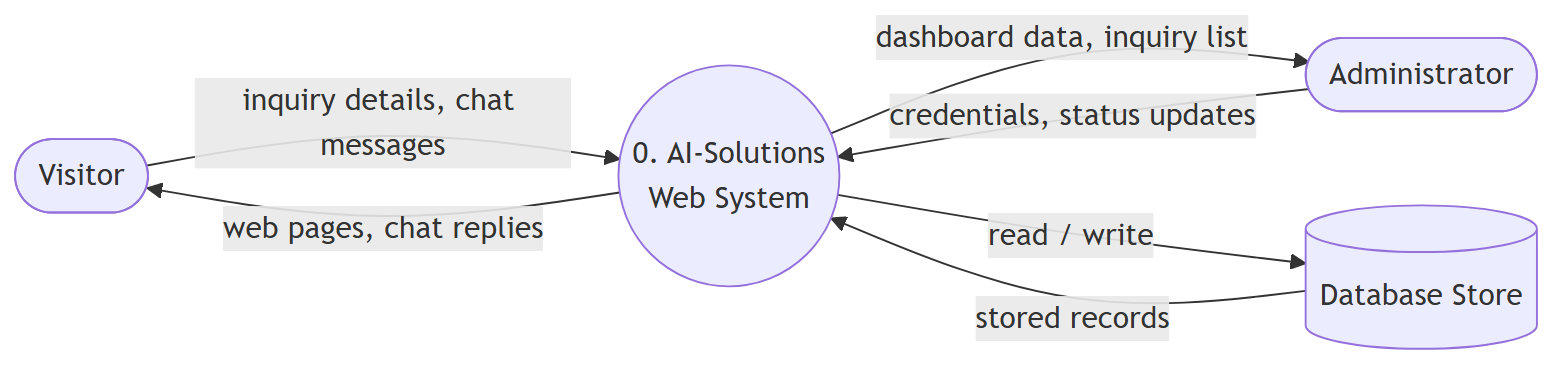 Visitor
inquiry details, chat
messages
web pages, chat replies
0. AI-Solutions
Web System
dashboard data, inquiry list
credentials, status updates
Administrator
read / write
stored records
Database Store